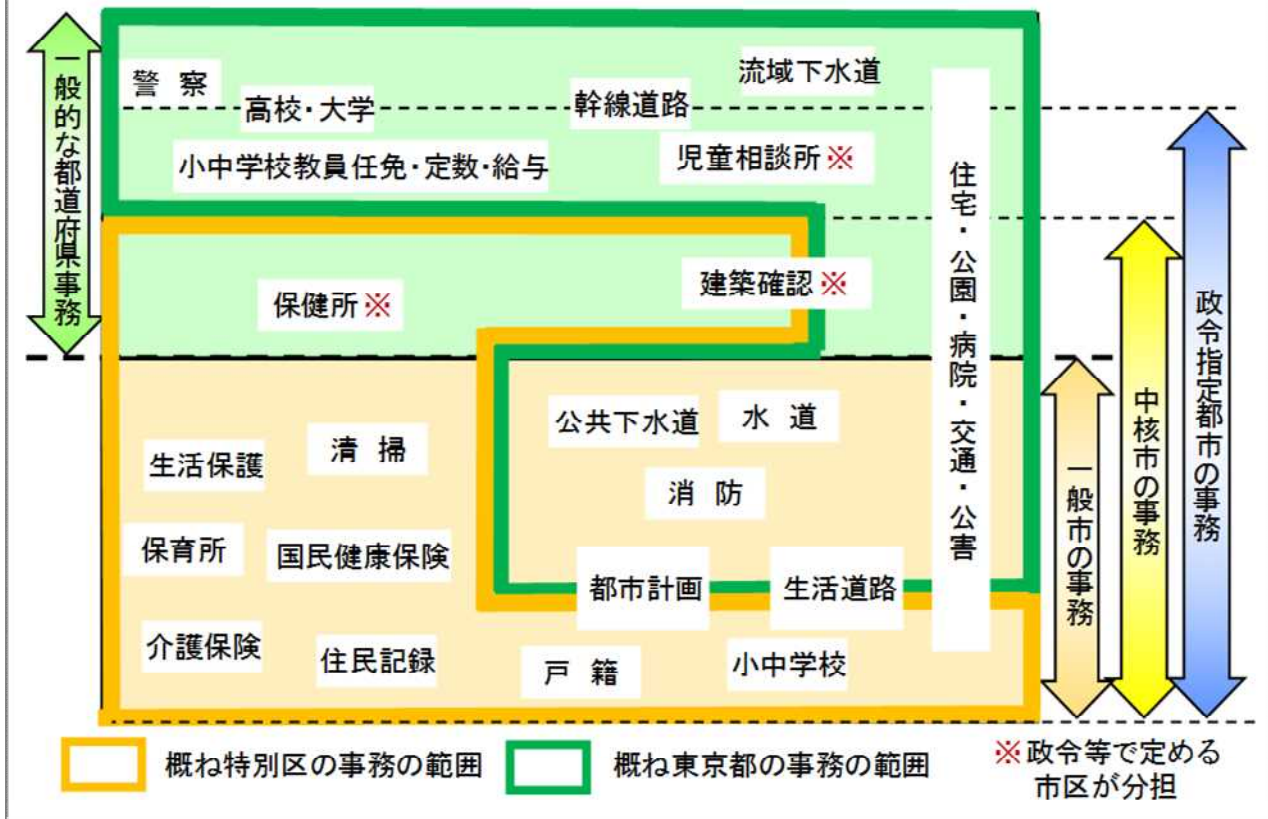 一般的な都道府県事務
警 察
高校・大学
幹線道路
流域下水道
小中学校教員任免・定数・給与
児童相談所※
保健所※
建築確認※
住宅・公園・病院・交通・公害
公共下水道
水 道
消 防
生活保護
清 掃
保育所
国民健康保険
都市計画
生活道路
介護保険
住民記録
戸 籍
小中学校
一般市の事務
中核市の事務
政令指定都市の事務
概ね特別区の事務の範囲
概ね東京都の事務の範囲
※政令等で定める
市区が分担